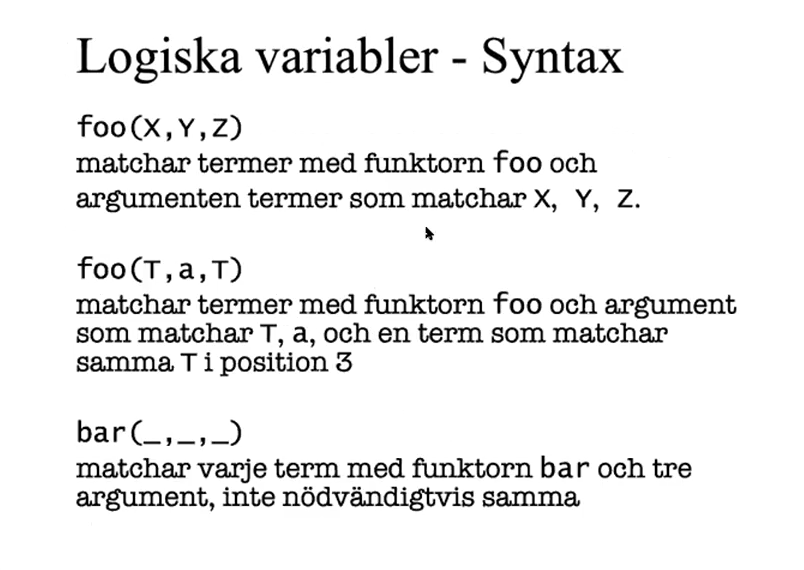 Logiska variabler - Syntax
foo(X,Y,Z)
matchar termer med funktorn foo och
argumenten termer som matchar X, Y, Z.
foo(T,a,T)
matchar termer med funktorn foo och argument
som matchar T, a, och en term som matchar
samma T i position 3
bar(_,_,_)
matchar varje term med funktorn bar och tre
argument, inte nödvändigtvis samma